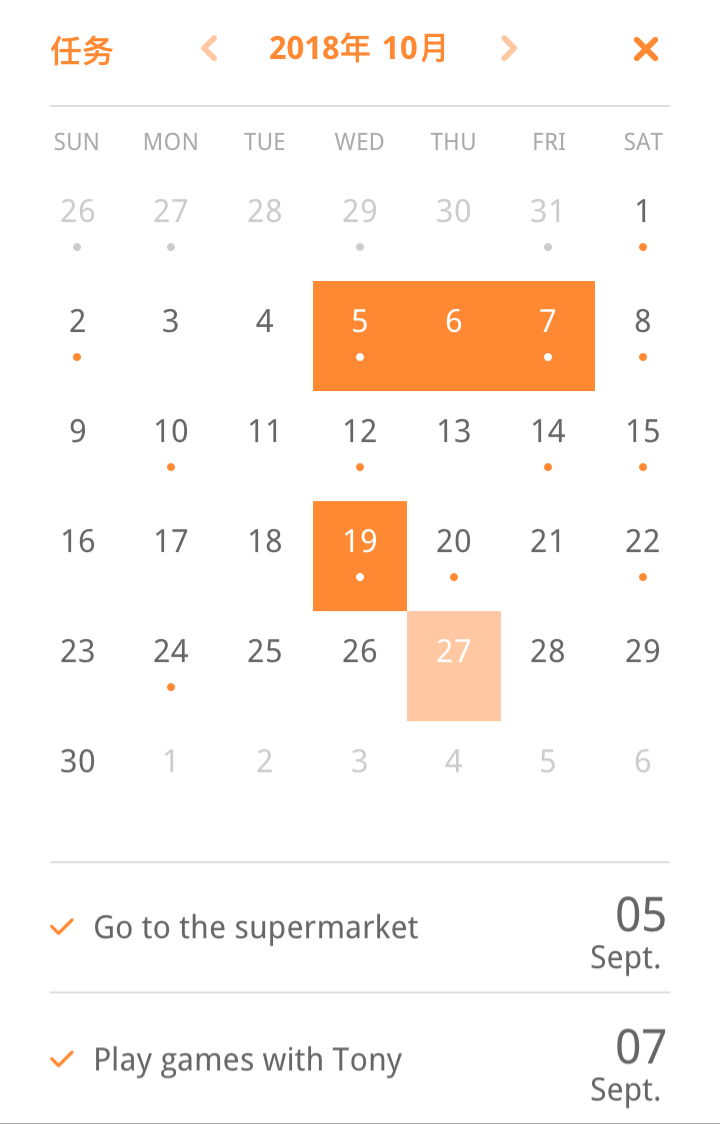 任务 2018年 10月
SUN MON TUE WED THU FRI SAT
26 27 28 29 30 31 1
2 3 4 5 6 7 8
9 10 11 12 13 14 15
16 17 18 19 20 21 22
23 24 25 26 27 28 29
30 1 2 3 4 5 6
Go to the supermarket 05
Sept.
Play games with Tony 07
Sept.